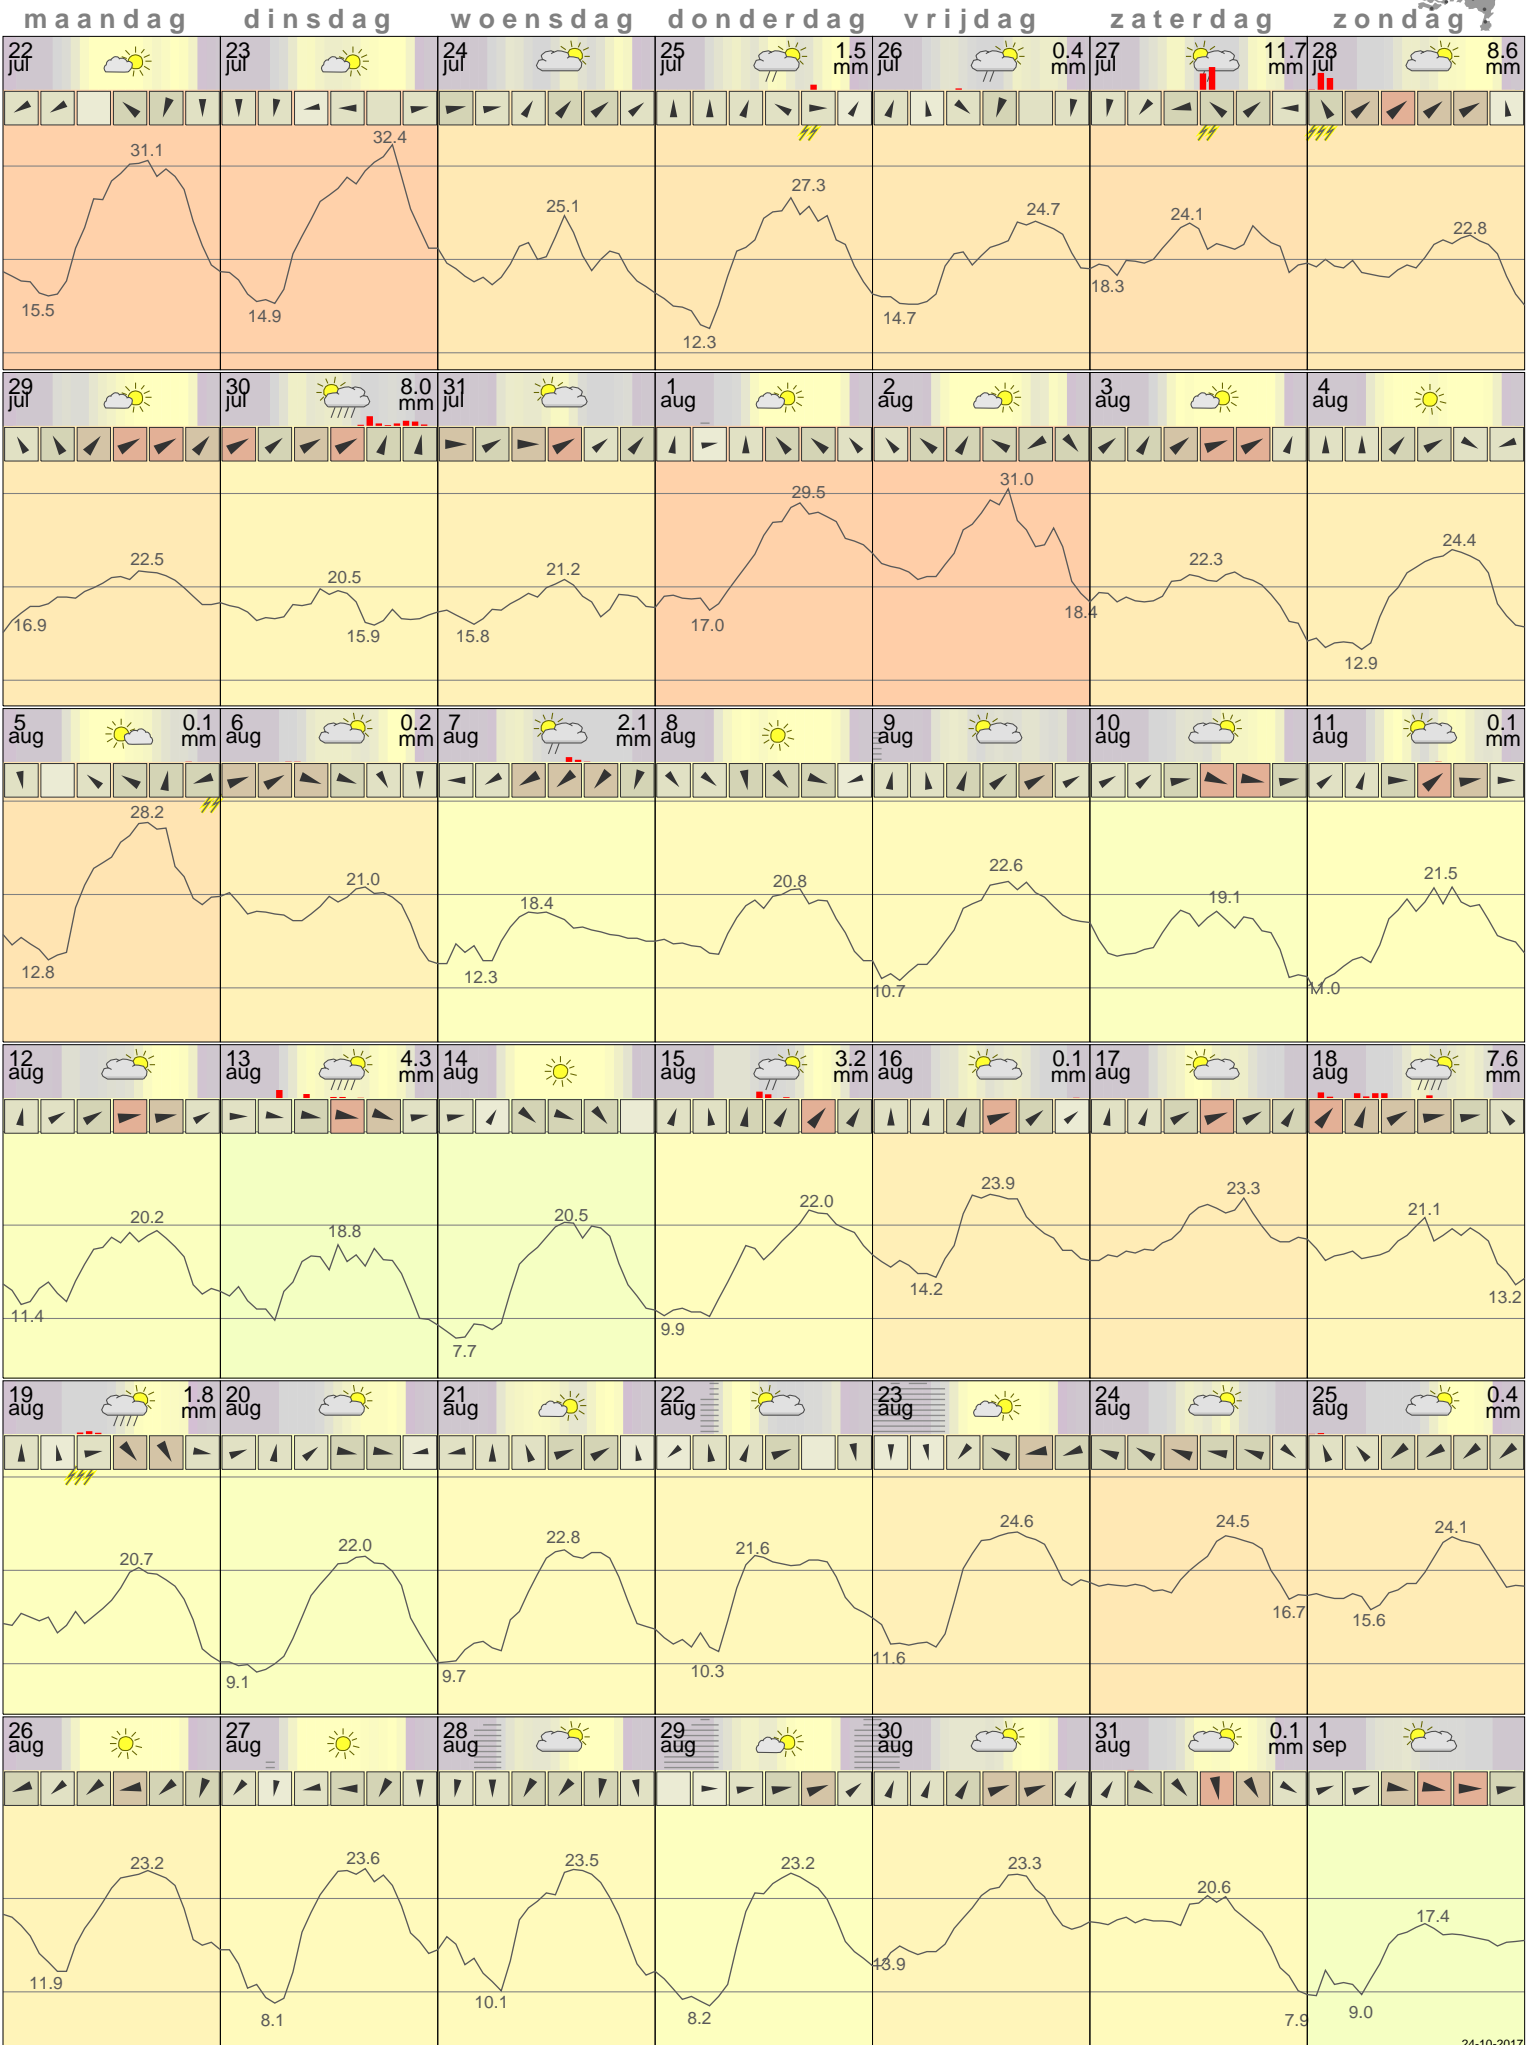 maandag dinsdag woensdag donderdag vrijdag zaterdag zondag
22 jul 23 jul 24 jul 25 jul 1.5 mm 26 jul 0.4 mm 27 jul 11.7 mm 28 jul 8.6 mm
31.1 32.4 25.1 27.3 24.7 24.1 22.8
15.5 14.9 12.3 14.7 18.3
29 jul 30 jul 8.0 mm 31 jul 1 aug 2 aug 3 aug 4 aug
22.5 20.5 21.2 29.5 31.0 22.3 24.4
16.9 15.9 15.8 17.0 18.4 12.9
5 aug 0.1 mm 6 aug 0.2 mm 7 aug 2.1 mm 8 aug 9 aug 10 aug 11 aug 0.1 mm
28.2 21.0 18.4 20.8 22.6 19.1 21.5
12.8 12.3 10.7 11.0
12 aug 13 aug 4.3 mm 14 aug 15 aug 3.2 mm 16 aug 0.1 mm 17 aug 18 aug 7.6 mm
20.2 18.8 20.5 22.0 23.9 23.3 21.1
11.4 7.7 9.9 14.2 13.2
19 aug 1.8 mm 20 aug 21 aug 22 aug 23 aug 24 aug 25 aug 0.4 mm
20.7 22.0 22.8 21.6 24.6 24.5 24.1
9.1 9.7 10.3 11.6 16.7 15.6
26 aug 27 aug 28 aug 29 aug 30 aug 31 aug 0.1 mm 1 sep
23.2 23.6 23.5 23.2 23.3 20.6 17.4
11.9 8.1 10.1 8.2 13.9 7.9 9.0
24-10-2017